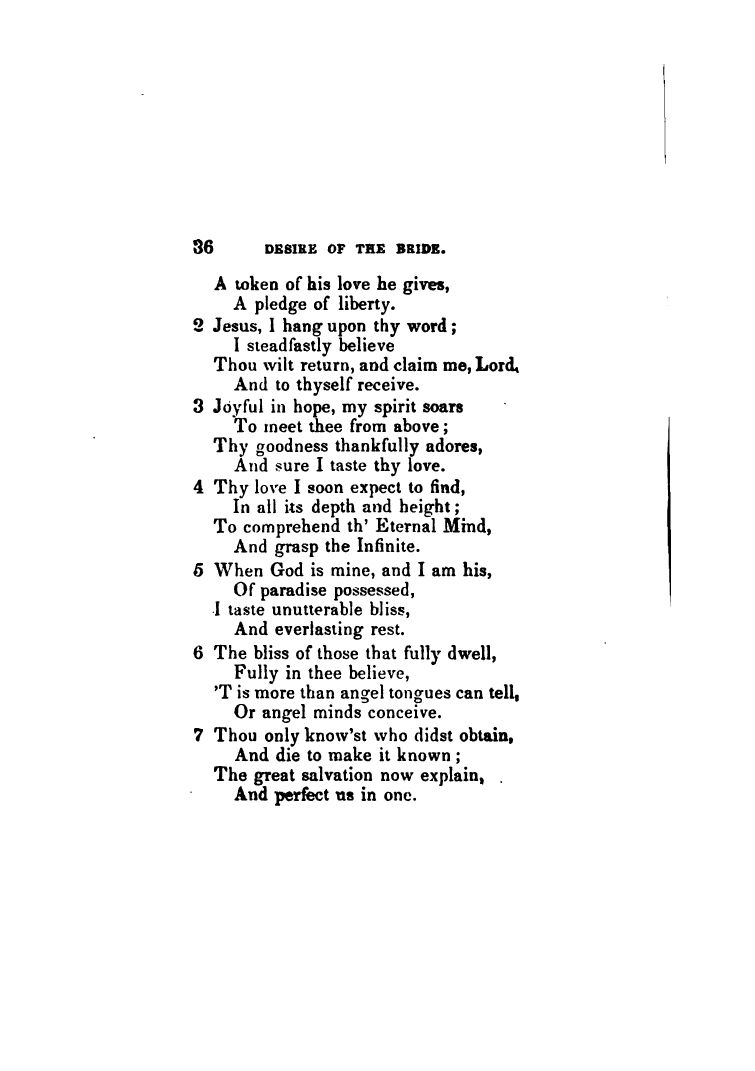 36 DESIRE OF THE BRIDE.
A token of his love he gives,
A pledge of liberty.
2 Jesus, I hang upon thy word;
I steadfastly believe
Thou wilt return, and claim me, Lord,
And to thyself receive.
3 Joyful in hope, my spirit soars
To meet thee from above;
Thy goodness thankfully adores,
And sure I taste thy love.
4 Thy love I soon expect to find,
In all its depth and height;
To comprehend th' Eternal Mind,
And grasp the Infinite.
5 When God is mine, and I am his,
Of paradise possessed,
I taste unutterable bliss,
And everlasting rest.
6 The bliss of those that fully dwell,
Fully in thee believe,
'T is more than angel tongues can tell,
Or angel minds conceive.
7 Thou only know'st who didst obtain,
And die to make it known;
The great salvation now explain,
And perfect us in one.